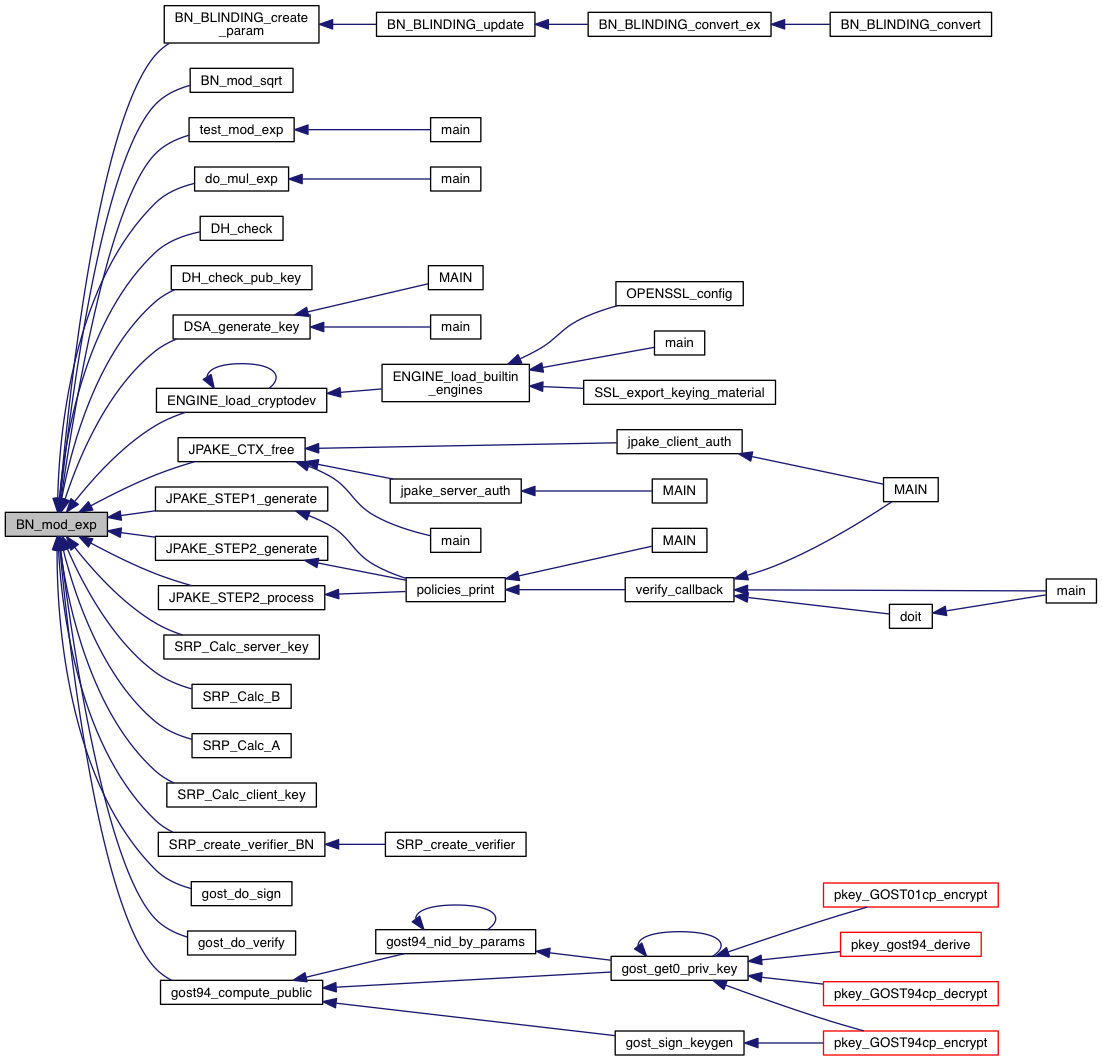 BN_BLINDING_create
_param
BN_BLINDING_update
BN_BLINDING_convert_ex
BN_BLINDING_convert
BN_mod_sqrt
test_mod_exp
main
do_mul_exp
main
DH_check
DH_check_pub_key
MAIN
DSA_generate_key
main
OPENSSL_config
main
ENGINE_load_builtin
_engines
SSL_export_keying_material
ENGINE_load_cryptodev
JPAKE_CTX_free
jpake_client_auth
jpake_server_auth
MAIN
MAIN
JPAKE_STEP1_generate
BN_mod_exp
main
MAIN
JPAKE_STEP2_generate
policies_print
verify_callback
main
JPAKE_STEP2_process
doit
SRP_Calc_server_key
SRP_Calc_B
SRP_Calc_A
SRP_Calc_client_key
SRP_create_verifier_BN
SRP_create_verifier
gost_do_sign
pkey_GOST01cp_encrypt
gost_do_verify
gost94_nid_by_params
pkey_gost94_derive
gost_get0_priv_key
gost94_compute_public
pkey_GOST94cp_decrypt
gost_sign_keygen
pkey_GOST94cp_encrypt